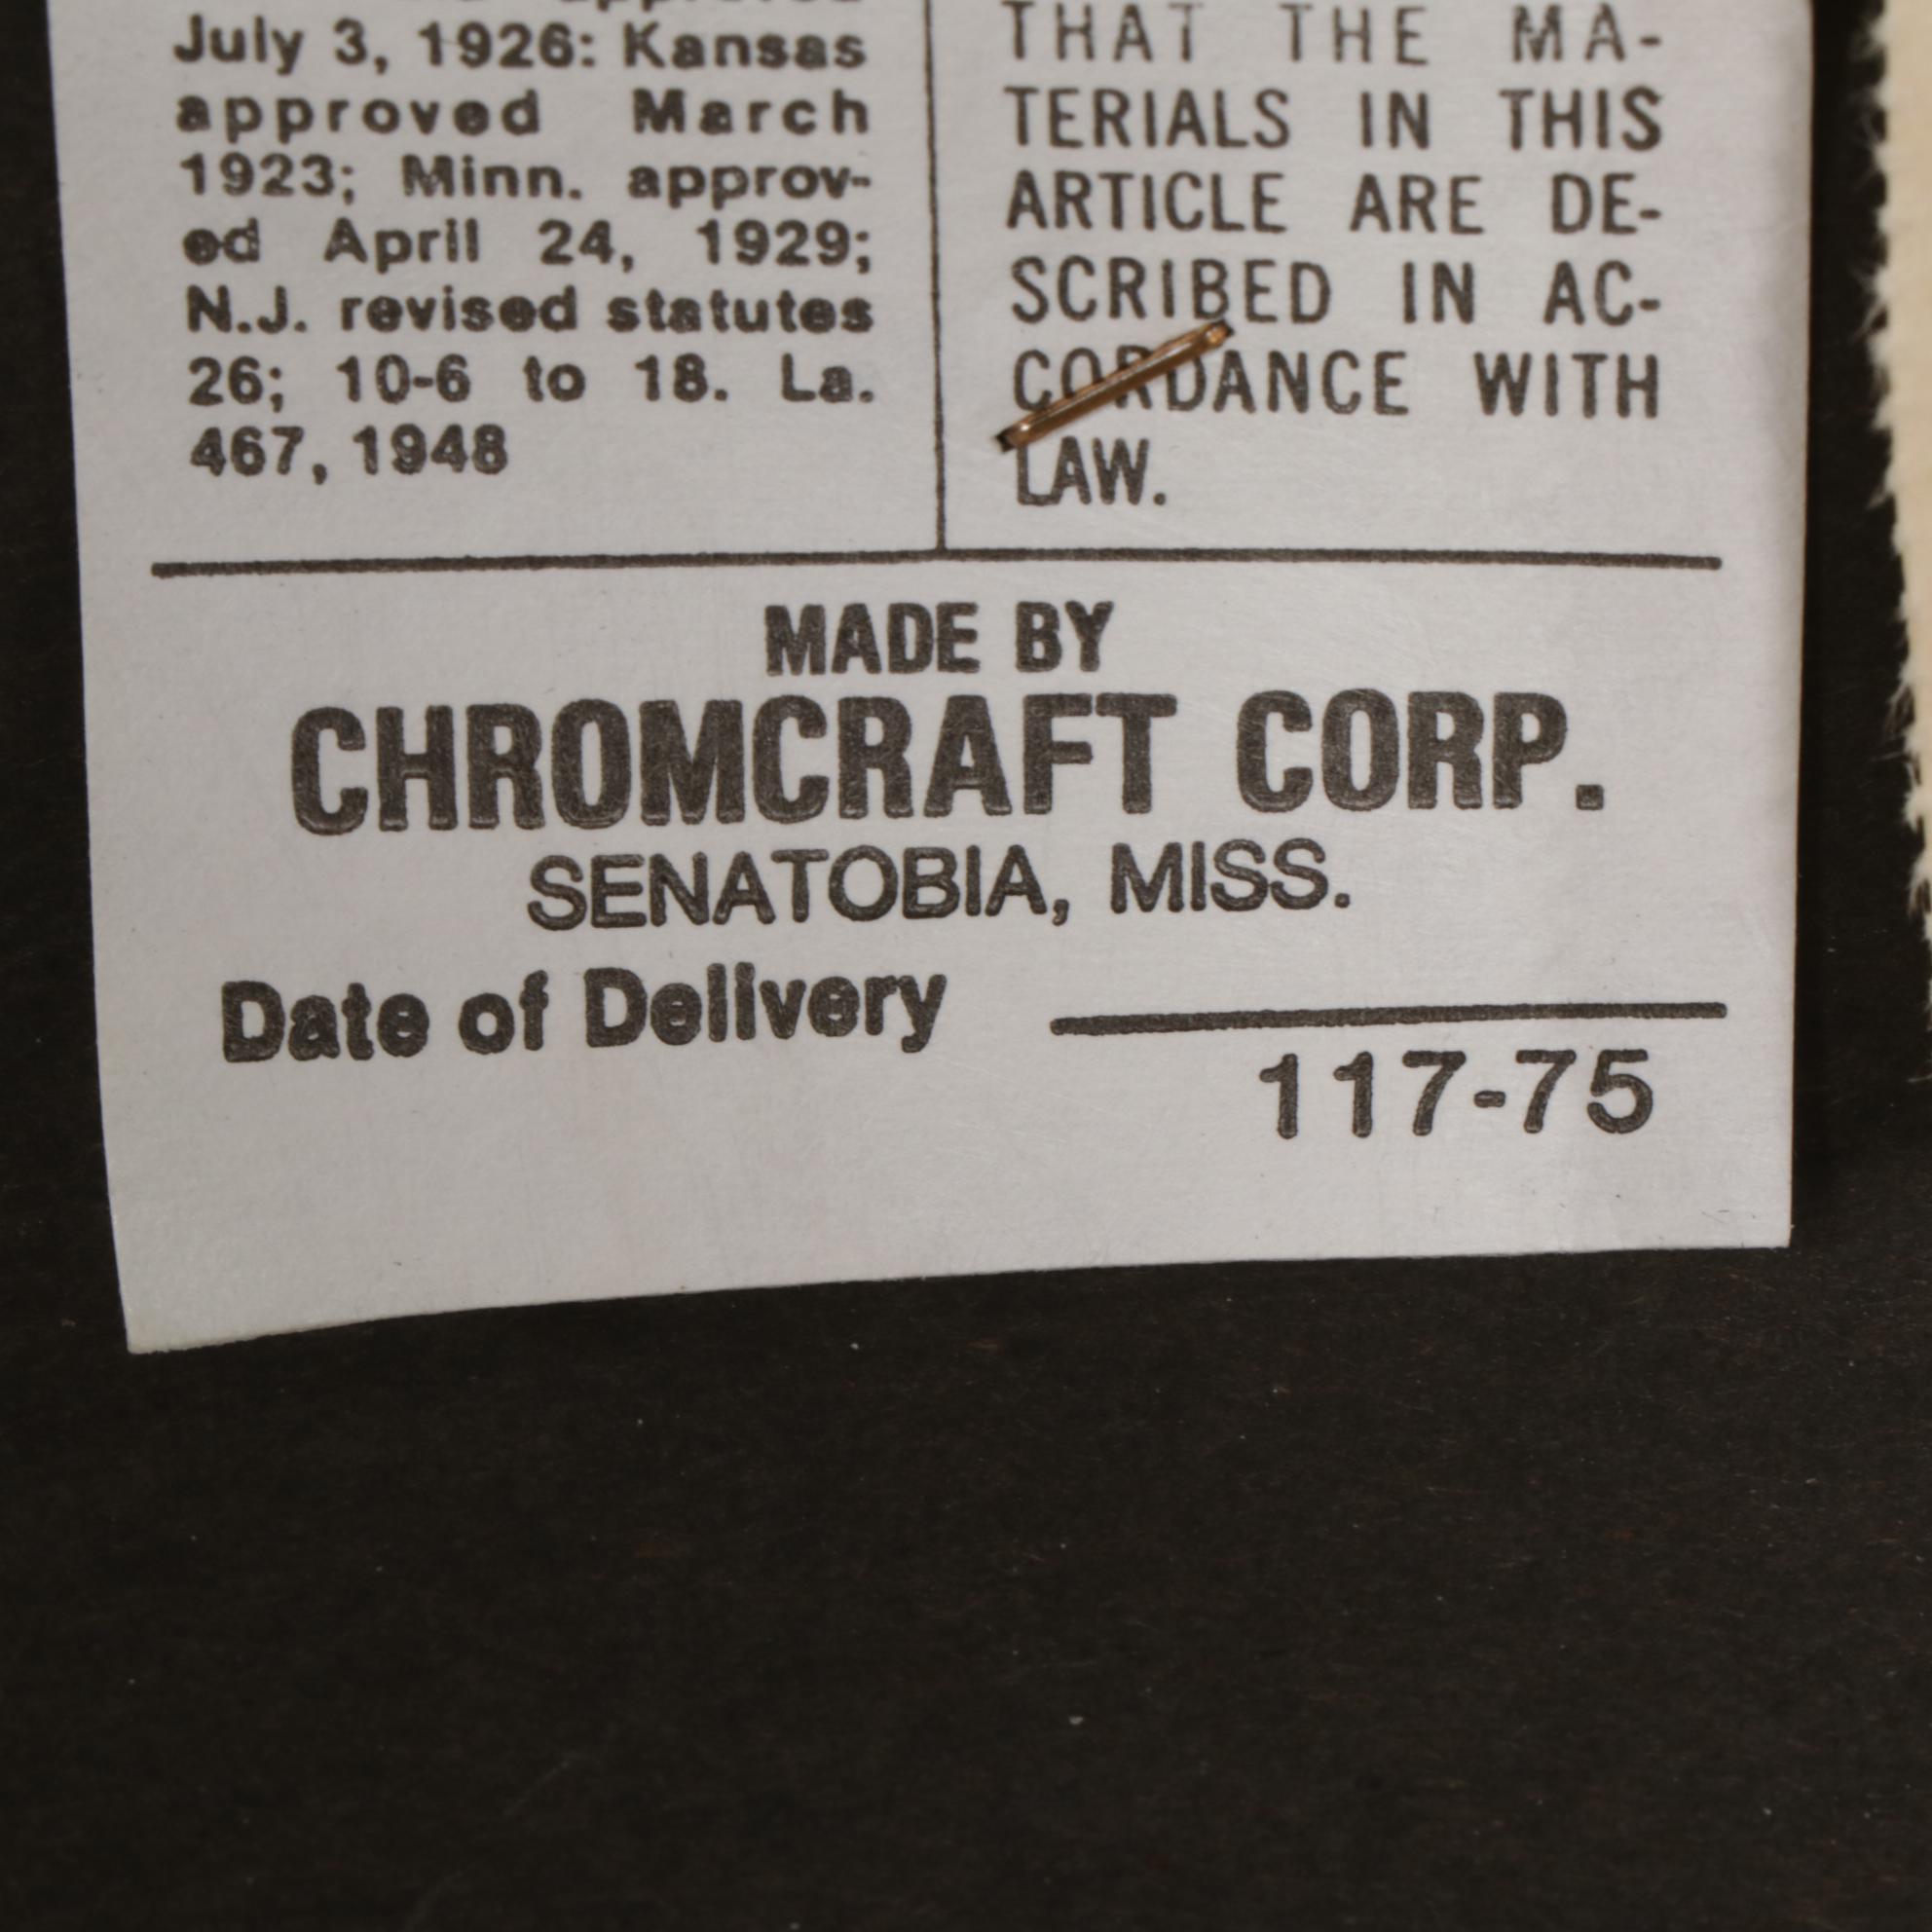 approved
July 3, 1926: Kansas
approved March
1923; Minn. approv-
ed April 24, 1929;
N.J. revised statutes
26; 10-6 to 18. La.
467, 1948
THAT THE MA-
TERIALS IN THIS
ARTICLE ARE DE-
SCRIBED IN AC-
CORDANCE WITH
LAW.
MADE BY
CHROMCRAFT CORP.
SENATOBIA, MISS.
Date of Delivery
117-75